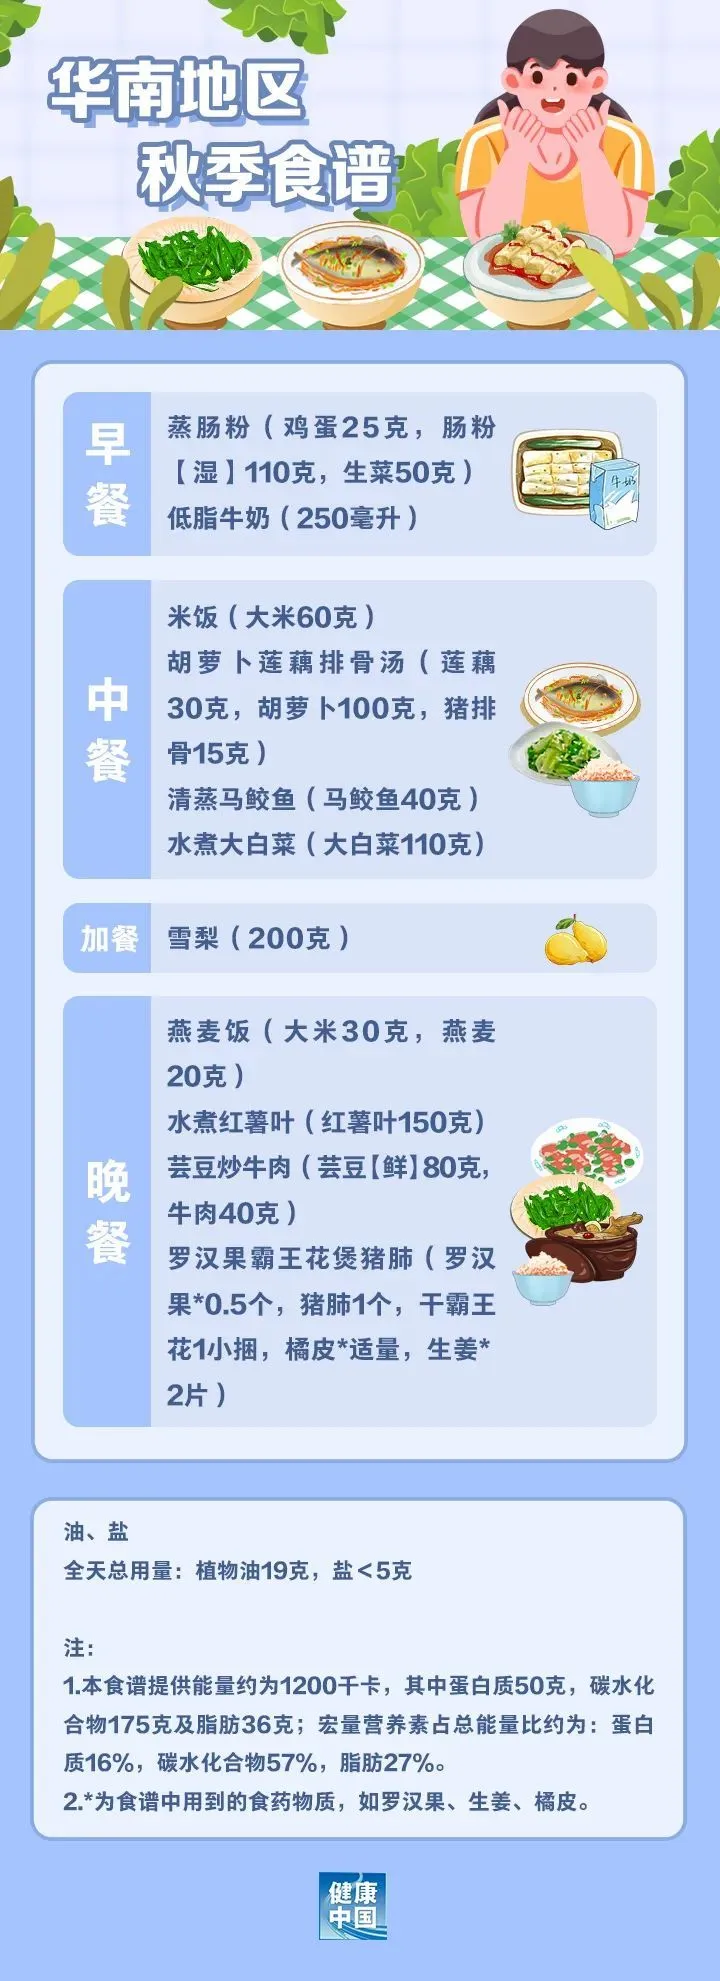 华南地区
秋季食谱
早餐
蒸肠粉（鸡蛋25克，肠粉
【湿】110克，生菜50克）
低脂牛奶（250毫升）
牛奶
中餐
米饭（大米60克）
胡萝卜莲藕排骨汤（莲藕
30克，胡萝卜100克，猪排
骨15克）
清蒸马鲛鱼（马鲛鱼40克）
水煮大白菜（大白菜110克）
加餐
雪梨（200克）
晚餐
燕麦饭（大米30克，燕麦
20克）
水煮红薯叶（红薯叶150克）
芸豆炒牛肉（芸豆【鲜】80克，
牛肉40克）
罗汉果霸王花煲猪肺（罗汉
果*0.5个，猪肺1个，干霸王
花1小捆，橘皮*适量，生姜*
2片）
油、盐
全天总用量：植物油19克，盐＜5克
注：
1.本食谱提供能量约为1200千卡，其中蛋白质50克，碳水化
合物175克及脂肪36克；宏量营养素占总能量比约为：蛋白
质16%，碳水化合物57%，脂肪27%。
2.*为食谱中用到的食药物质，如罗汉果、生姜、橘皮。
健康
中国